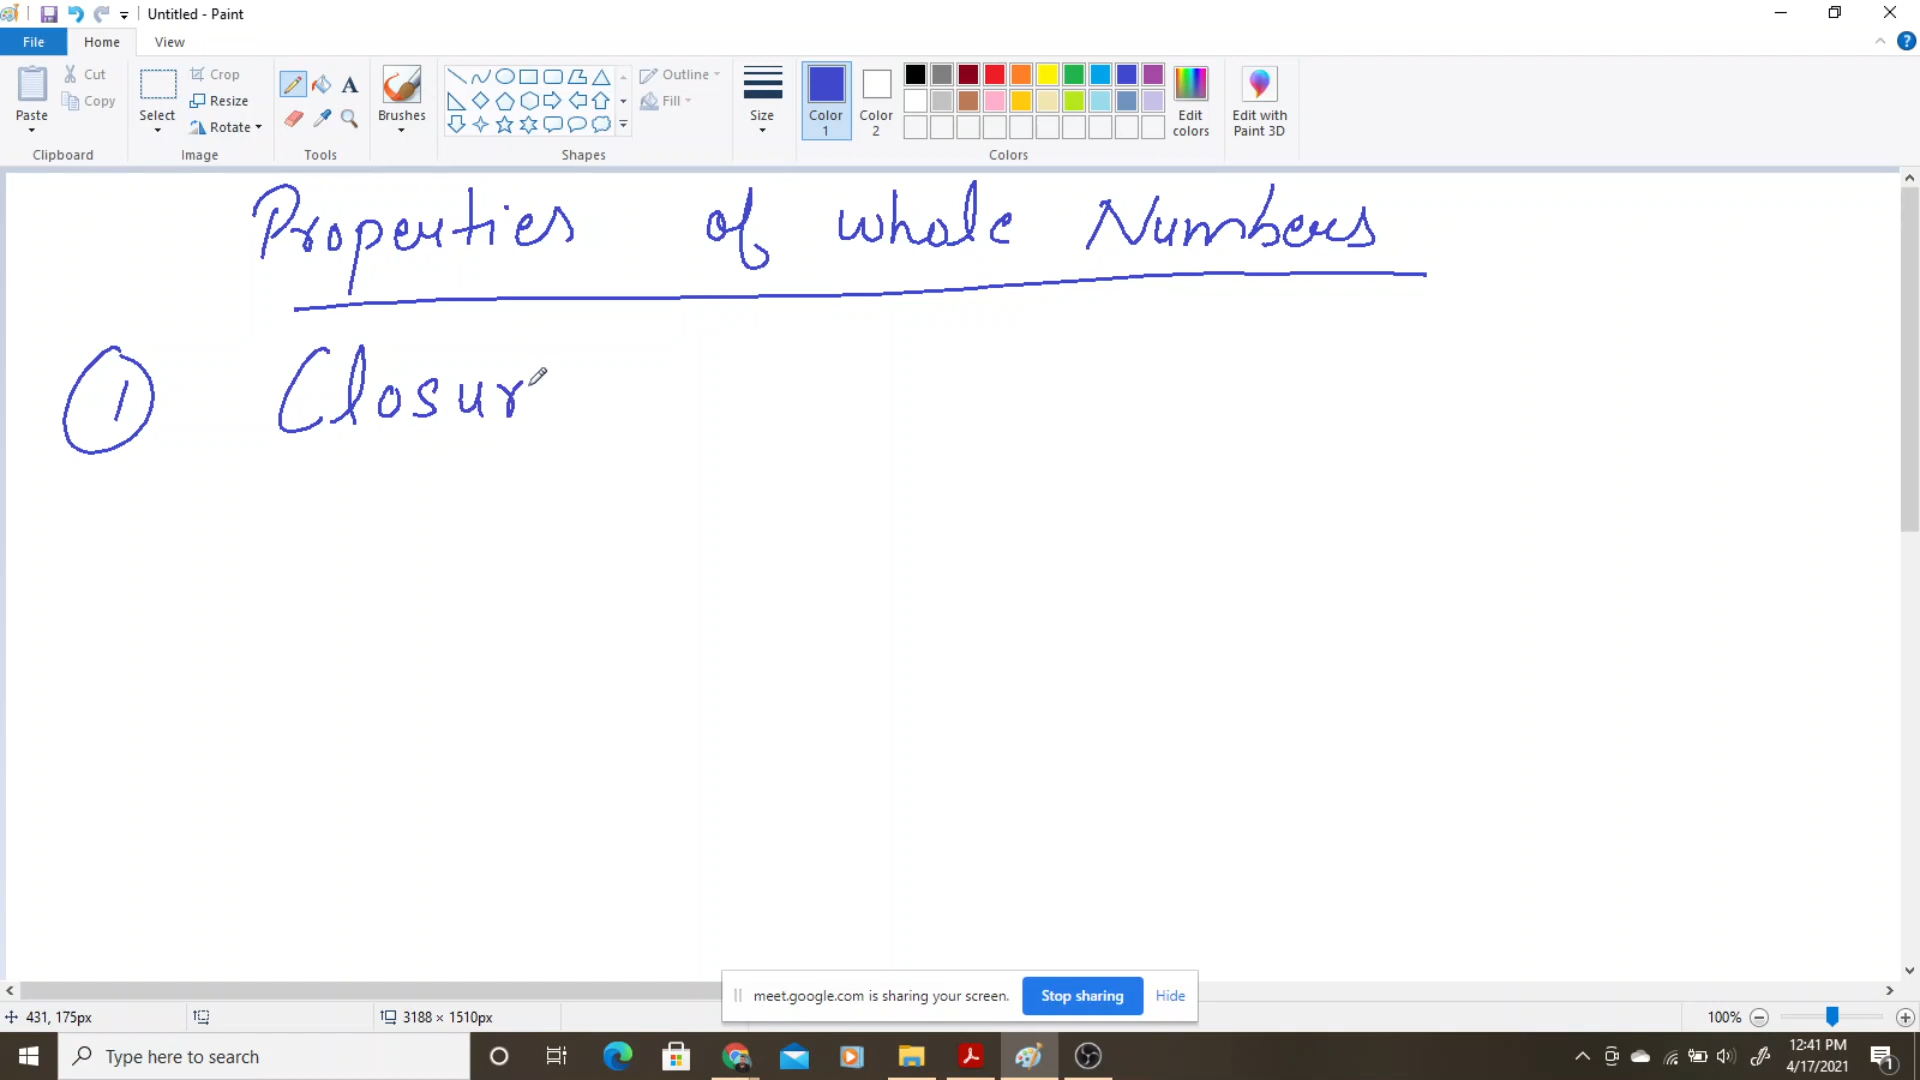 Untitled - Paint
File Home View
Paste Cut Copy Clipboard
Select Crop Resize Rotate Image
Tools
Brushes
Shapes
Outline Fill
Size
Color 1 Color 2
Edit colors
Colors
Edit with Paint 3D
Properties of whole Numbers
1 Closur
meet.google.com is sharing your screen. Stop sharing Hide
431, 175px 3188 × 1510px 100%
Type here to search
12:41 PM
4/17/2021
1